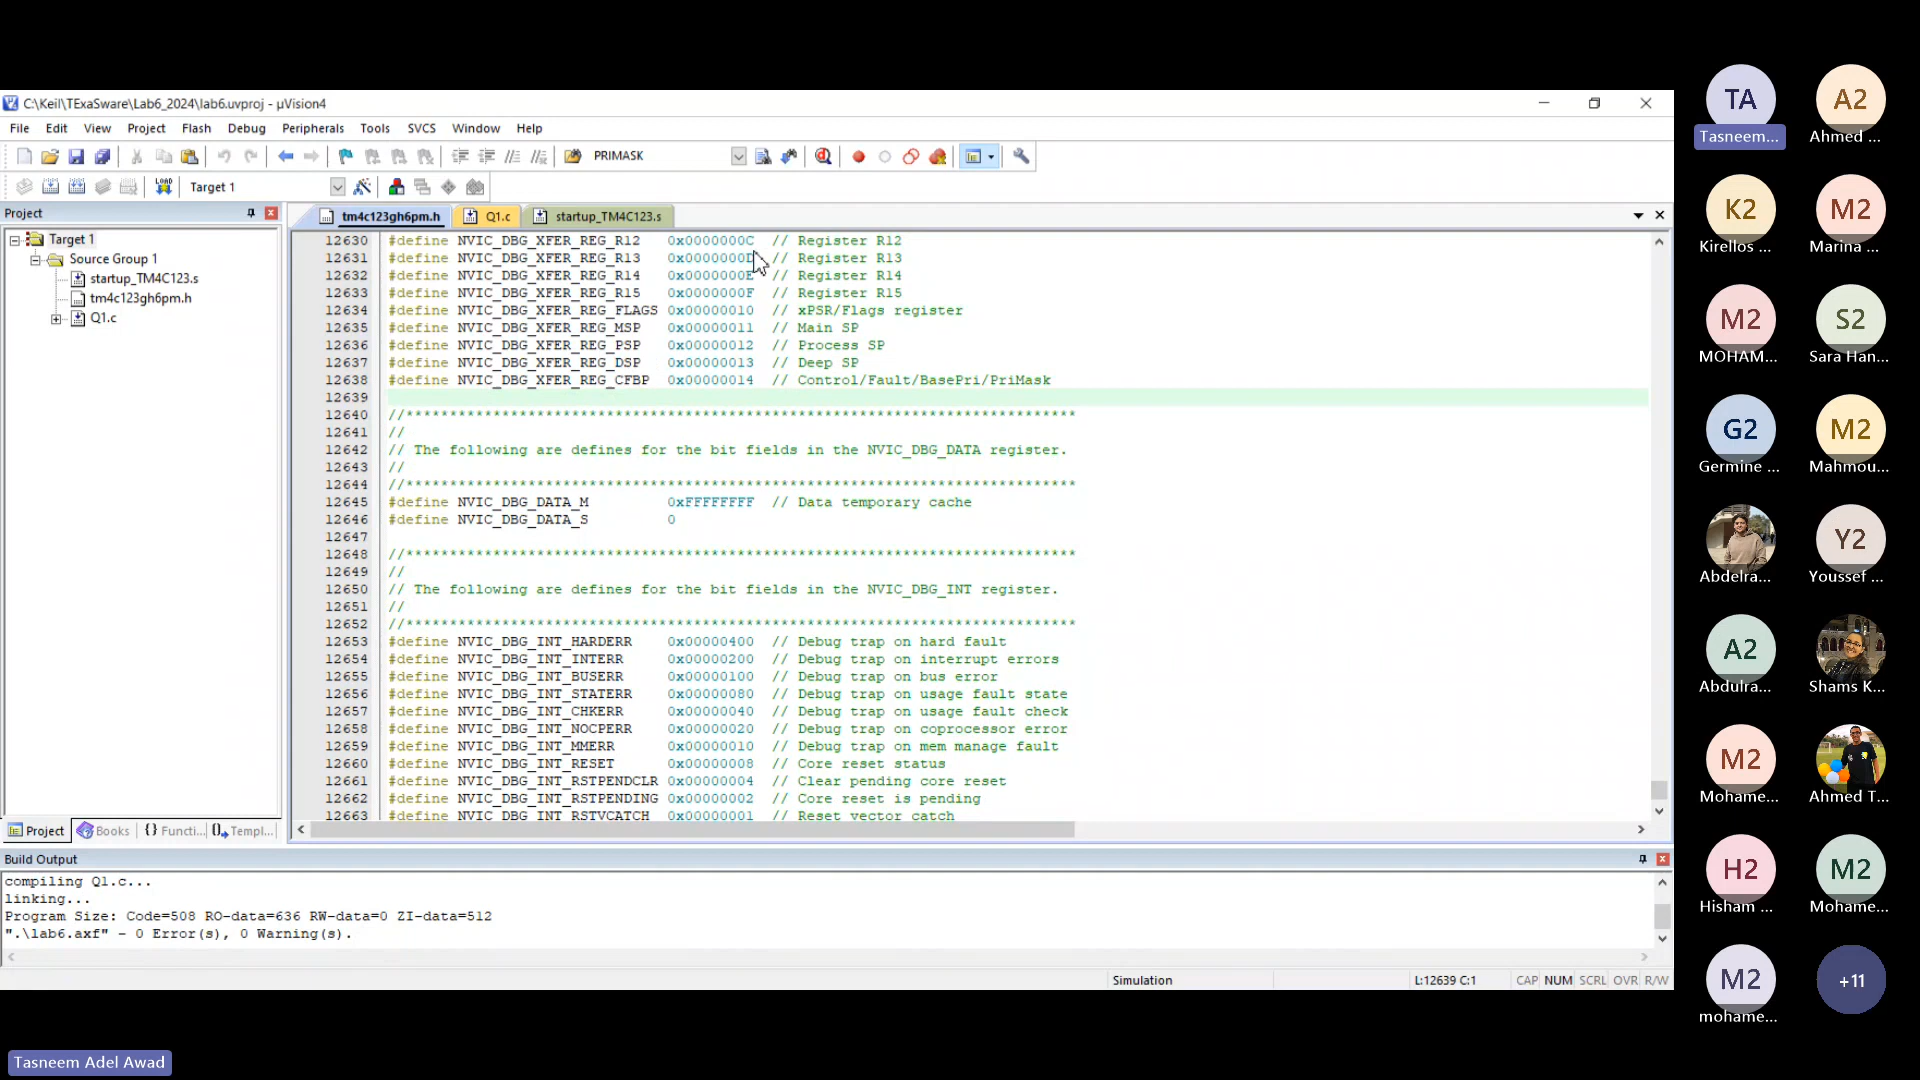 C:\Keil\TExaSware\Lab6_2024\lab6.uvproj - µVision4
File Edit View Project Flash Debug Peripherals Tools SVCS Window Help
PRIMASK
LOAD
Target 1
Project
Target 1
Source Group 1
startup_TM4C123.s
tm4c123gh6pm.h
Q1.c
Project Books {} Functi... Templ...
tm4c123gh6pm.h Q1.c startup_TM4C123.s
12630 #define NVIC_DBG_XFER_REG_R12 0x0000000C // Register R12
12631 #define NVIC_DBG_XFER_REG_R13 0x0000000D // Register R13
12632 #define NVIC_DBG_XFER_REG_R14 0x0000000E // Register R14
12633 #define NVIC_DBG_XFER_REG_R15 0x0000000F // Register R15
12634 #define NVIC_DBG_XFER_REG_FLAGS 0x00000010 // xPSR/Flags register
12635 #define NVIC_DBG_XFER_REG_MSP 0x00000011 // Main SP
12636 #define NVIC_DBG_XFER_REG_PSP 0x00000012 // Process SP
12637 #define NVIC_DBG_XFER_REG_DSP 0x00000013 // Deep SP
12638 #define NVIC_DBG_XFER_REG_CFBP 0x00000014 // Control/Fault/BasePri/PriMask
12639
12640 //*****************************************************************************
12641 //
12642 // The following are defines for the bit fields in the NVIC_DBG_DATA register.
12643 //
12644 //*****************************************************************************
12645 #define NVIC_DBG_DATA_M 0xFFFFFFFF // Data temporary cache
12646 #define NVIC_DBG_DATA_S 0
12647
12648 //*****************************************************************************
12649 //
12650 // The following are defines for the bit fields in the NVIC_DBG_INT register.
12651 //
12652 //*****************************************************************************
12653 #define NVIC_DBG_INT_HARDERR 0x00000400 // Debug trap on hard fault
12654 #define NVIC_DBG_INT_INTERR 0x00000200 // Debug trap on interrupt errors
12655 #define NVIC_DBG_INT_BUSERR 0x00000100 // Debug trap on bus error
12656 #define NVIC_DBG_INT_STATERR 0x00000080 // Debug trap on usage fault state
12657 #define NVIC_DBG_INT_CHKERR 0x00000040 // Debug trap on usage fault check
12658 #define NVIC_DBG_INT_NOCPERR 0x00000020 // Debug trap on coprocessor error
12659 #define NVIC_DBG_INT_MMERR 0x00000010 // Debug trap on mem manage fault
12660 #define NVIC_DBG_INT_RESET 0x00000008 // Core reset status
12661 #define NVIC_DBG_INT_RSTPENDCLR 0x00000004 // Clear pending core reset
12662 #define NVIC_DBG_INT_RSTPENDING 0x00000002 // Core reset is pending
12663 #define NVIC_DBG_INT_RSTVCATCH 0x00000001 // Reset vector catch
Build Output
compiling Q1.c...
linking...
Program Size: Code=508 RO-data=636 RW-data=0 ZI-data=512
".\lab6.axf" - 0 Error(s), 0 Warning(s).
Simulation L:12639 C:1 CAP NUM SCRL OVR R/W
TA A2
Tasneem... Ahmed ...
K2 M2
Kirellos ... Marina ...
M2 S2
MOHAM... Sara Han...
G2 M2
Germine ... Mahmou...
Y2
Abdelra... Youssef ...
A2
Abdulra... Shams K...
M2
Mohame... Ahmed T...
H2 M2
Hisham ... Mohame...
M2 +11
mohame...
Tasneem Adel Awad